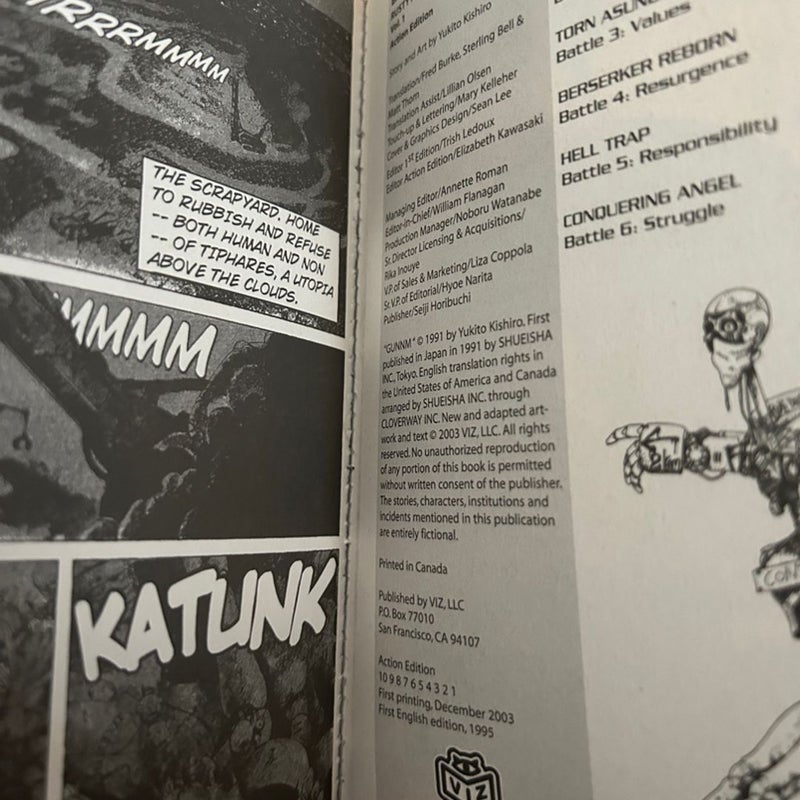 RRRRMMMM
THE SCRAPYARD. HOME
TO RUBBISH AND REFUSE
-- BOTH HUMAN AND NON
-- OF TIPHARES, A UTOPIA
ABOVE THE CLOUDS.
MMMM
KATUNK
Vol. 1
Action Edition
Story and Art by Yukito Kishiro
Translation/Fred Burke, Sterling Bell &
Matt Thorn
Translation Assist/Lillian Olsen
Touch-up & Lettering/Mary Kelleher
Cover & Graphics Design/Sean Lee
Editor 1st Edition/Trish Ledoux
Editor Action Edition/Elizabeth Kawasaki
Managing Editor/Annette Roman
Editor-in-Chief/William Flanagan
Production Manager/Noboru Watanabe
Sr. Director Licensing & Acquisitions/
Rika Inouye
V.P. of Sales & Marketing/Liza Coppola
Sr. V.P. of Editorial/Hyoe Narita
Publisher/Seiji Horibuchi
"GUNNM" © 1991 by Yukito Kishiro. First
published in Japan in 1991 by SHUEISHA
INC, Tokyo. English translation rights in
the United States of America and Canada
arranged by SHUEISHA INC. through
CLOVERWAY INC. New and adapted art-
work and text © 2003 VIZ, LLC. All rights
reserved. No unauthorized reproduction
of any portion of this book is permitted
without written consent of the publisher.
The stories, characters, institutions and
incidents mentioned in this publication
are entirely fictional.
Printed in Canada
Published by VIZ, LLC
P.O. Box 77010
San Francisco, CA 94107
Action Edition
10 9 8 7 6 5 4 3 2 1
First printing, December 2003
First English edition, 1995
VIZ
TORN
Battle 3: Values
BERSERKER REBORN
Battle 4: Resurgence
HELL TRAP
Battle 5: Responsibility
CONQUERING ANGEL
Battle 6: Struggle